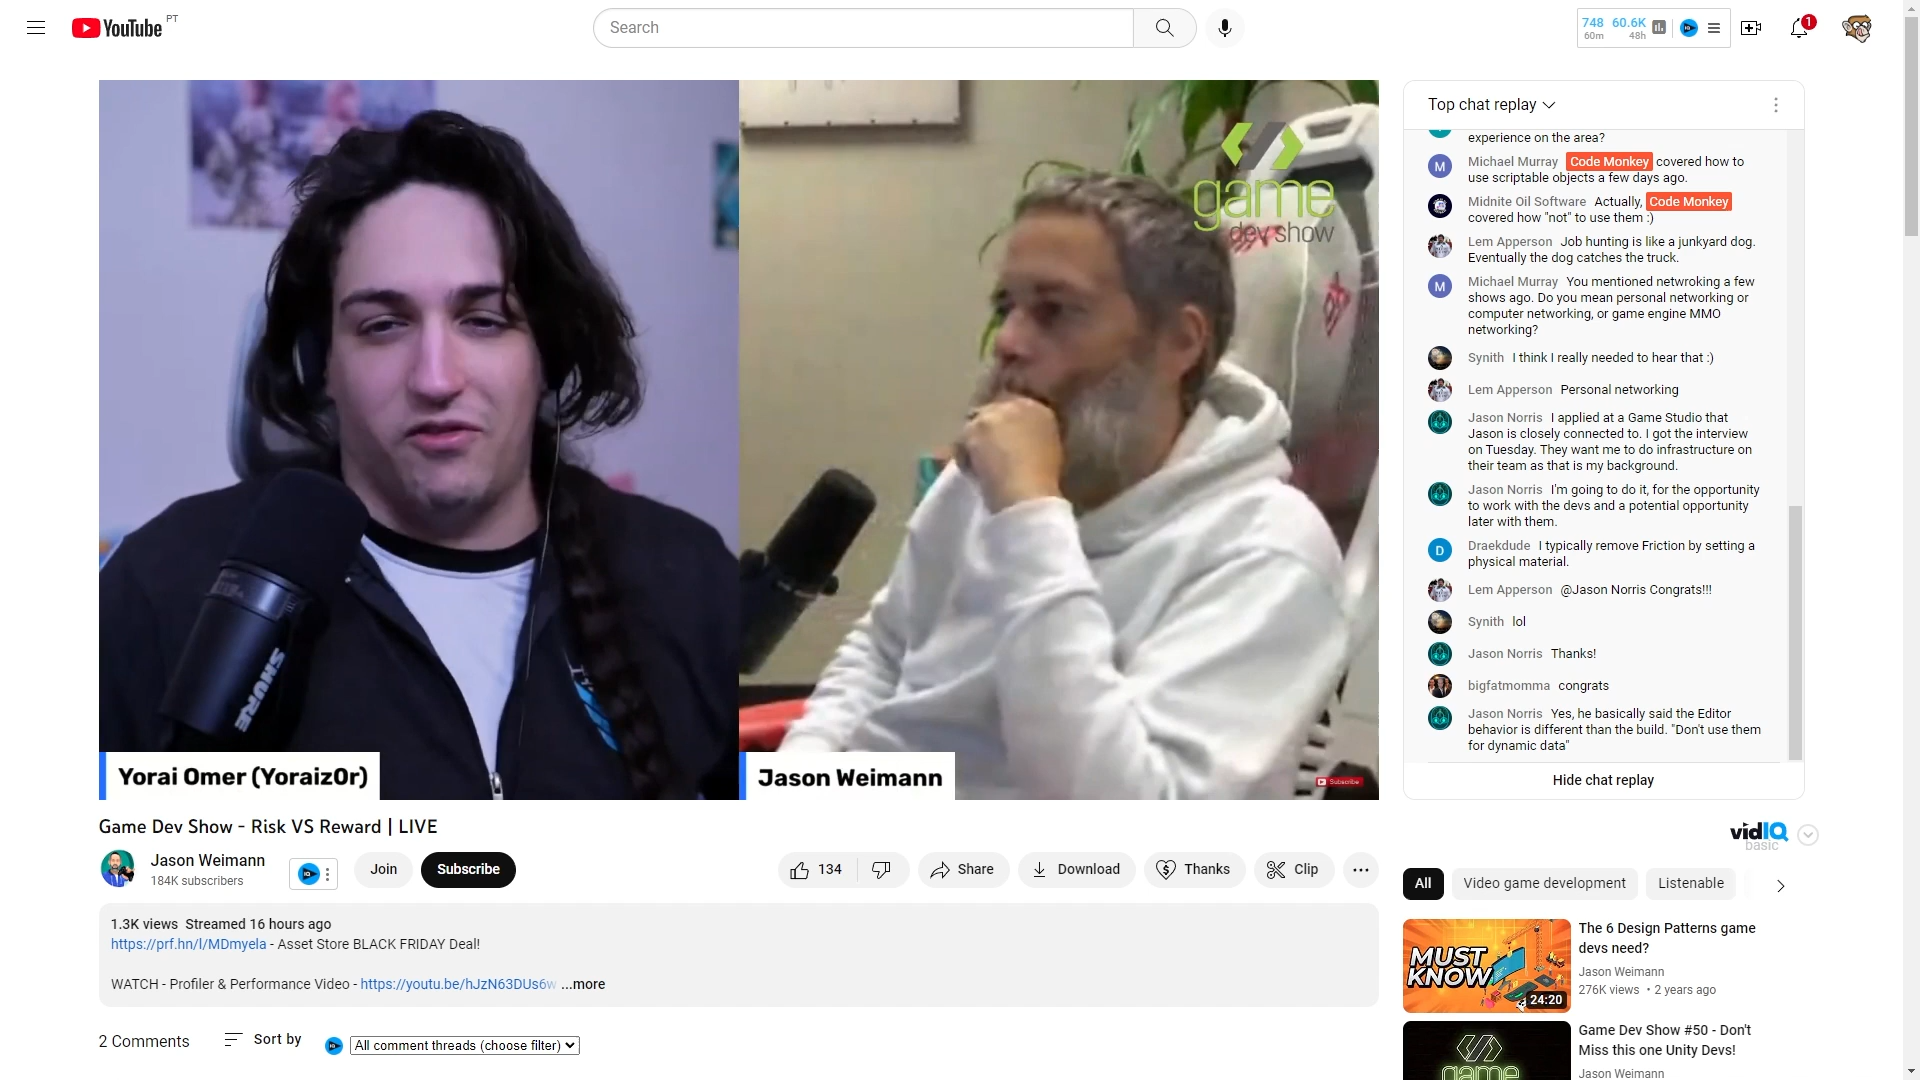 YouTube PT
Search
748 60.6K
60m 48h
1
game
dev show
SHURE
Yorai Omer (Yoraiz0r)
Jason Weimann
Subscribe
Top chat replay
experience on the area?
M Michael Murray Code Monkey covered how to
use scriptable objects a few days ago.
Midnite Oil Software Actually, Code Monkey
covered how "not" to use them :)
Lem Apperson Job hunting is like a junkyard dog.
Eventually the dog catches the truck.
M Michael Murray You mentioned netwroking a few
shows ago. Do you mean personal networking or
computer networking, or game engine MMO
networking?
Synith I think I really needed to hear that :)
Lem Apperson Personal networking
Jason Norris I applied at a Game Studio that
Jason is closely connected to. I got the interview
on Tuesday. They want me to do infrastructure on
their team as that is my background.
Jason Norris I'm going to do it, for the opportunity
to work with the devs and a potential opportunity
later with them.
D Draekdude I typically remove Friction by setting a
physical material.
Lem Apperson @Jason Norris Congrats!!!
Synith lol
Jason Norris Thanks!
bigfatmomma congrats
Jason Norris Yes, he basically said the Editor
behavior is different than the build. "Don't use them
for dynamic data"
Hide chat replay
Game Dev Show - Risk VS Reward | LIVE
Jason Weimann
184K subscribers
Join
Subscribe
134
Share
Download
Thanks
Clip
1.3K views Streamed 16 hours ago
https://prf.hn/l/MDmyela - Asset Store BLACK FRIDAY Deal!
WATCH - Profiler & Performance Video - https://youtu.be/hJzN63DUs6w ...more
2 Comments
Sort by
All comment threads (choose filter)
vidIQ
basic
All
Video game development
Listenable
MUST
KNOW
24:20
The 6 Design Patterns game
devs need?
Jason Weimann
276K views • 2 years ago
game
Game Dev Show #50 - Don't
Miss this one Unity Devs!
Jason Weimann